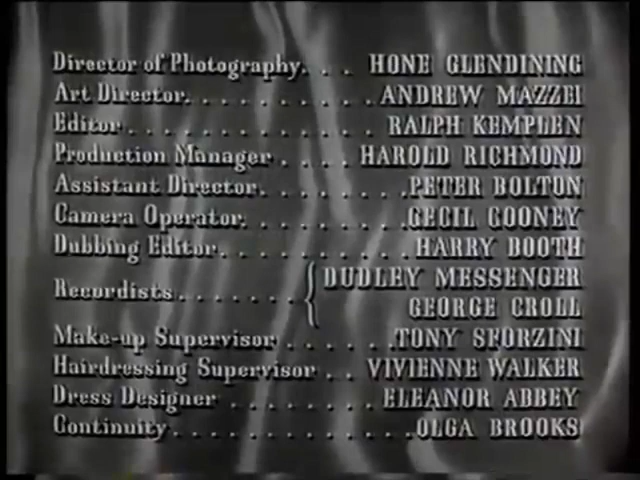 Director of Photography. . . HONE GLENDINING
Art Director. . . . . . . . . . ANDREW MAZZEI
Editor. . . . . . . . . . . . . RALPH KEMPLEN
Production Manager . . . . HAROLD RICHMOND
Assistant Director. . . . . . . .PETER BOLTON
Camera Operator. . . . . . . .CECIL COONEY
Dubbing Editor. . . . . . . . . HARRY BOOTH
Recordists. . . . . . . { DUDLEY MESSENGER
GEORGE CROLL
Make-up Supervisor . . . . . .TONY SFORZINI
Hairdressing Supervisor . . VIVIENNE WALKER
Dress Designer . . . . . . . . ELEANOR ABBEY
Continuity. . . . . . . . . . . . .OLGA BROOKS